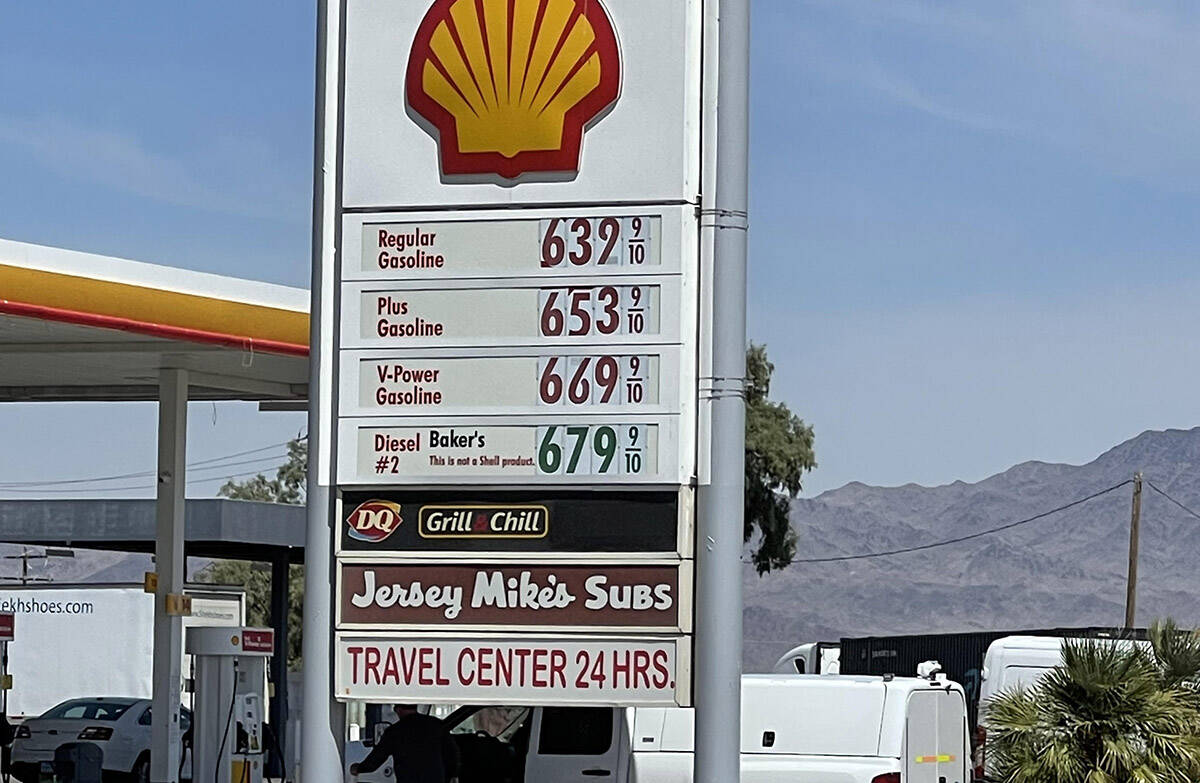 Regular
Gasoline
639 9/10
Plus
Gasoline
653 9/10
V-Power
Gasoline
669 9/10
Diesel
#2
Baker's
This is not a Shell product.
679 9/10
DQ
Grill & Chill
Jersey Mike's Subs
TRAVEL CENTER 24 HRS.
ekhshoes.com